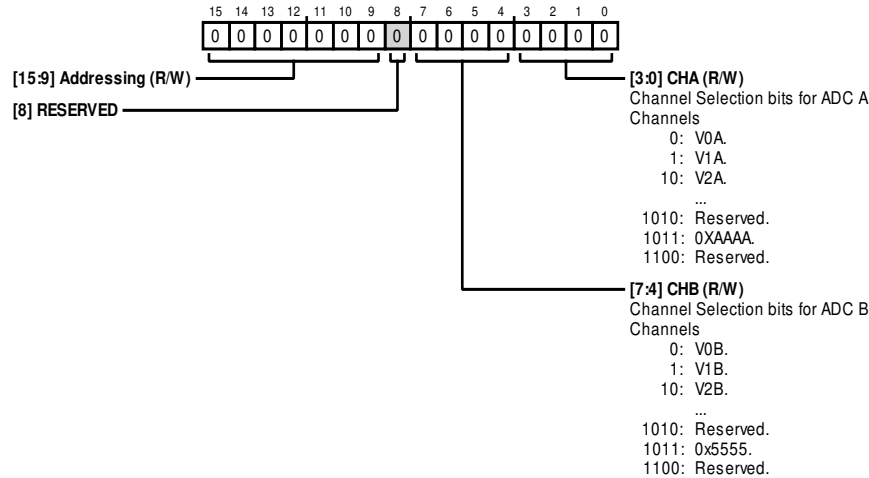 15 14 13 12 11 10 9 8 7 6 5 4 3 2 1 0
0 0 0 0 0 0 0 0 0 0 0 0 0 0 0 0
[15:9] Addressing (R/W)
[8] RESERVED
[3:0] CHA (R/W)
Channel Selection bits for ADC A
Channels
0: V0A.
1: V1A.
10: V2A.
...
1010: Reserved.
1011: 0XAAAA.
1100: Reserved.
[7:4] CHB (R/W)
Channel Selection bits for ADC B
Channels
0: V0B.
1: V1B.
10: V2B.
...
1010: Reserved.
1011: 0x5555.
1100: Reserved.